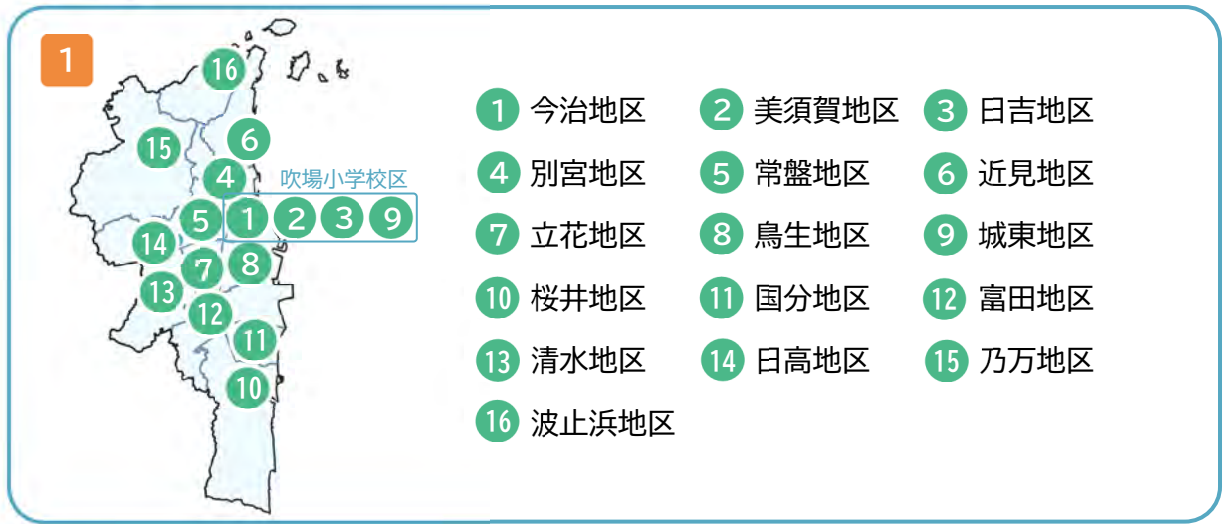 1
16
15
6
4
吹場小学校区
5 1 2 3 9
14
7 8
13
12
11
10
1 今治地区 2 美須賀地区 3 日吉地区
4 別宮地区 5 常盤地区 6 近見地区
7 立花地区 8 鳥生地区 9 城東地区
10 桜井地区 11 国分地区 12 富田地区
13 清水地区 14 日高地区 15 乃万地区
16 波止浜地区